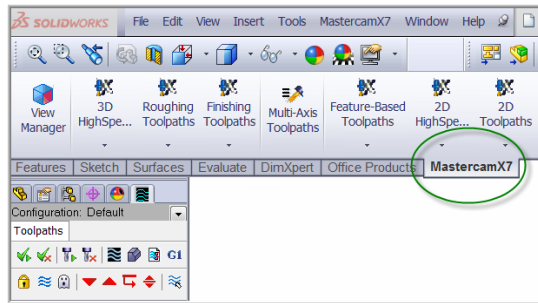 SOLIDWORKS File Edit View Insert Tools MastercamX7 Window Help
View Manager
3D HighSpe...
Roughing Toolpaths
Finishing Toolpaths
Multi-Axis Toolpaths
Feature-Based Toolpaths
2D HighSpe...
2D Toolpaths
Features Sketch Surfaces Evaluate DimXpert Office Products MastercamX7
Configuration: Default
Toolpaths
G1